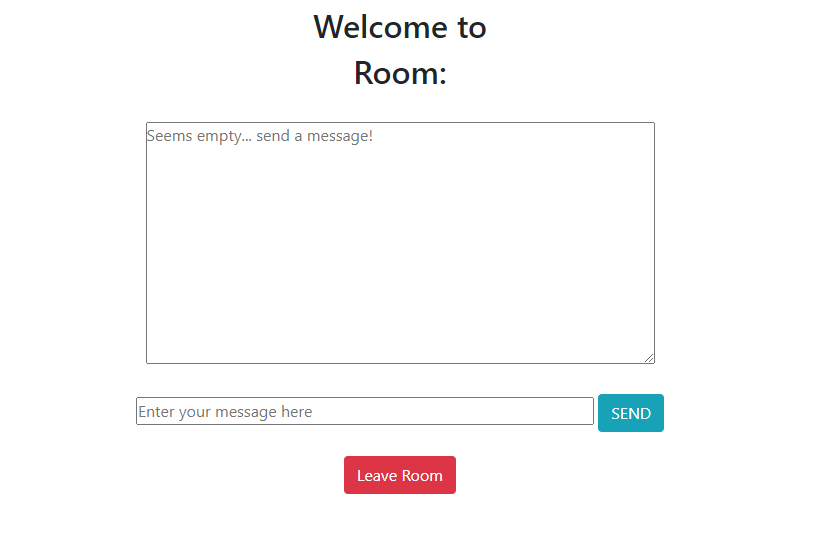 Welcome to
Room:
Seems empty... send a message!
Enter your message here
SEND
Leave Room